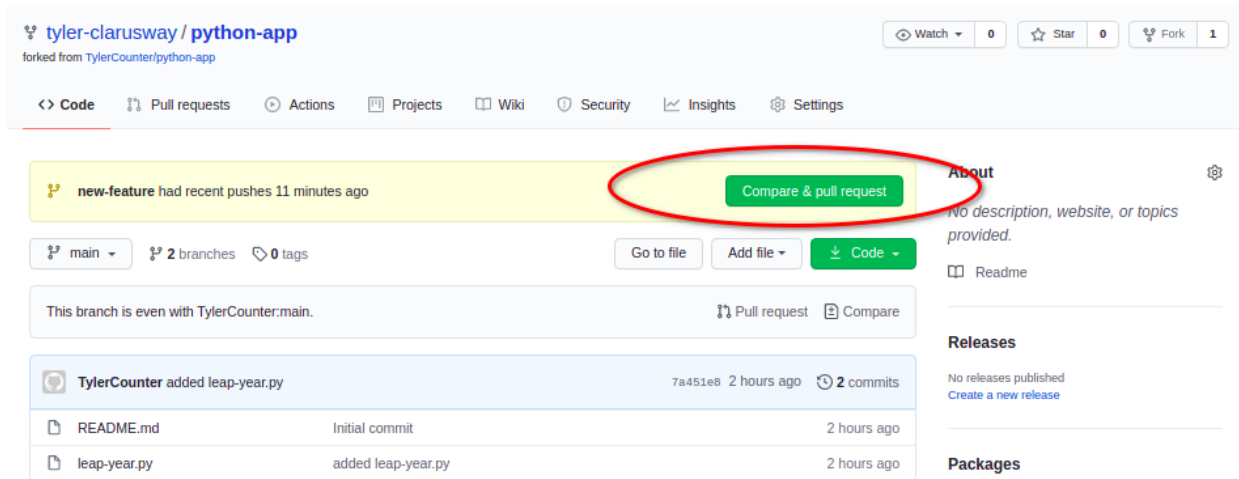 tyler-clarusway / python-app
Watch 0 Star 0 Fork 1
forked from TylerCounter/python-app
Code Pull requests Actions Projects Wiki Security Insights Settings
new-feature had recent pushes 11 minutes ago Compare & pull request
main 2 branches 0 tags Go to file Add file Code
This branch is even with TylerCounter:main. Pull request Compare
TylerCounter added leap-year.py 7a451e8 2 hours ago 2 commits
README.md Initial commit 2 hours ago
leap-year.py added leap-year.py 2 hours ago
About
No description, website, or topics
provided.
Readme
Releases
No releases published
Create a new release
Packages